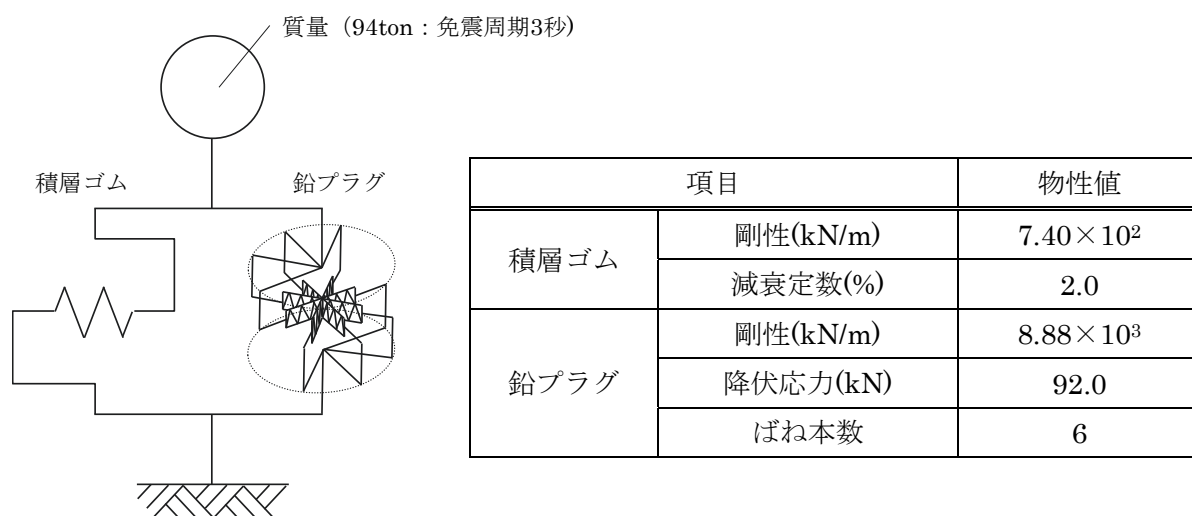 質量（94ton：免震周期3秒)
積層ゴム
鉛プラグ
項目 物性値
積層ゴム 剛性(kN/m) 7.40×10²
減衰定数(%) 2.0
鉛プラグ 剛性(kN/m) 8.88×10³
降伏応力(kN) 92.0
ばね本数 6